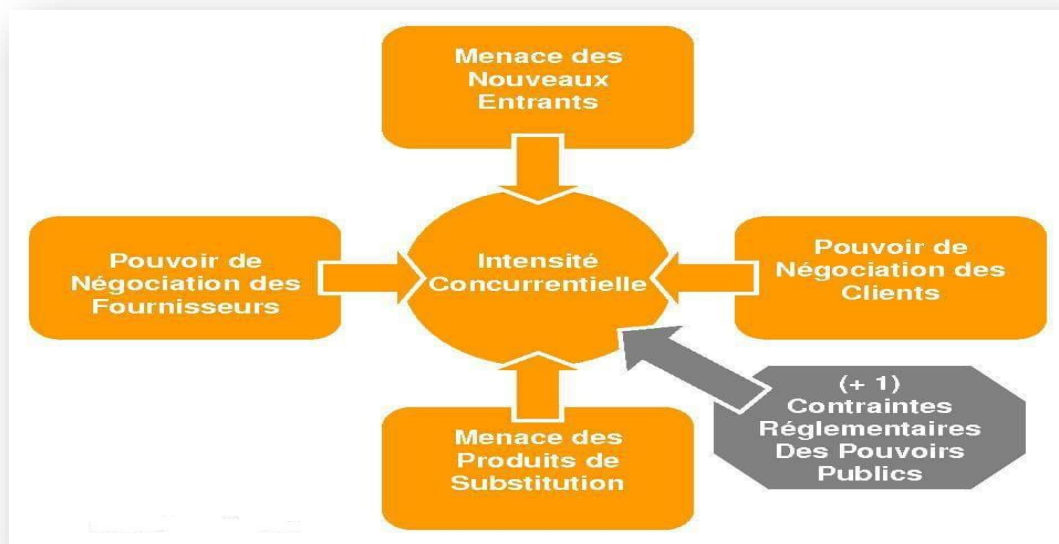 Menace des
Nouveaux
Entrants
Pouvoir de
Négociation des
Fournisseurs
Intensité
Concurrentielle
Pouvoir de
Négociation des
Clients
(+ 1)
Contraintes
Réglementaires
Des Pouvoirs
Publics
Menace des
Produits de
Substitution